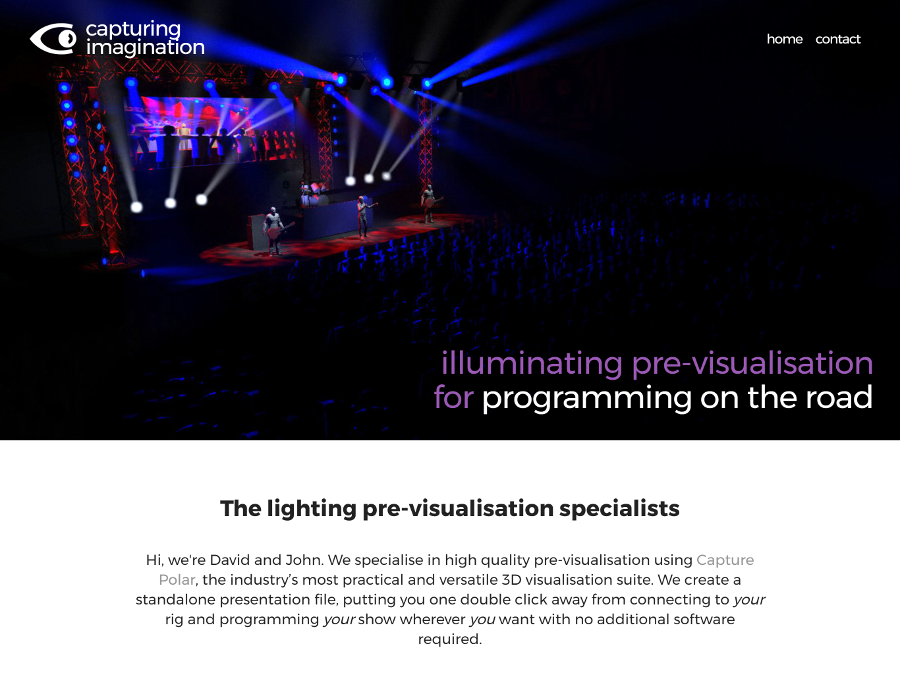 capturing
imagination
home contact
illuminating pre-visualisation
for programming on the road
The lighting pre-visualisation specialists
Hi, we're David and John. We specialise in high quality pre-visualisation using Capture
Polar, the industry’s most practical and versatile 3D visualisation suite. We create a
standalone presentation file, putting you one double click away from connecting to your
rig and programming your show wherever you want with no additional software
required.